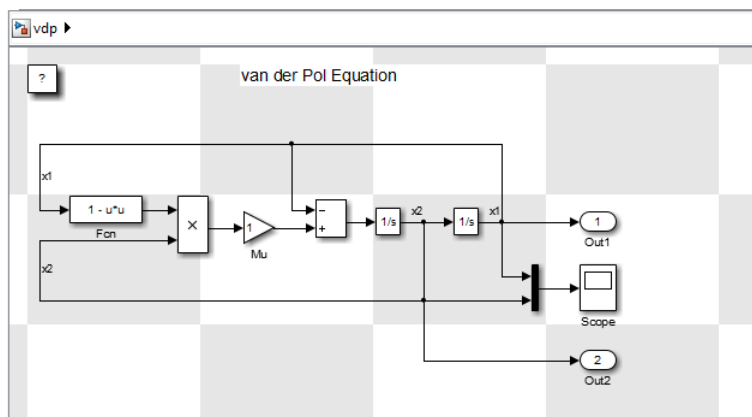 vdp
?
van der Pol Equation
x1
1 - u*u
Fcn
×
1
Mu
−
+
1/s
x2
1/s
x1
1
Out1
x2
Scope
2
Out2